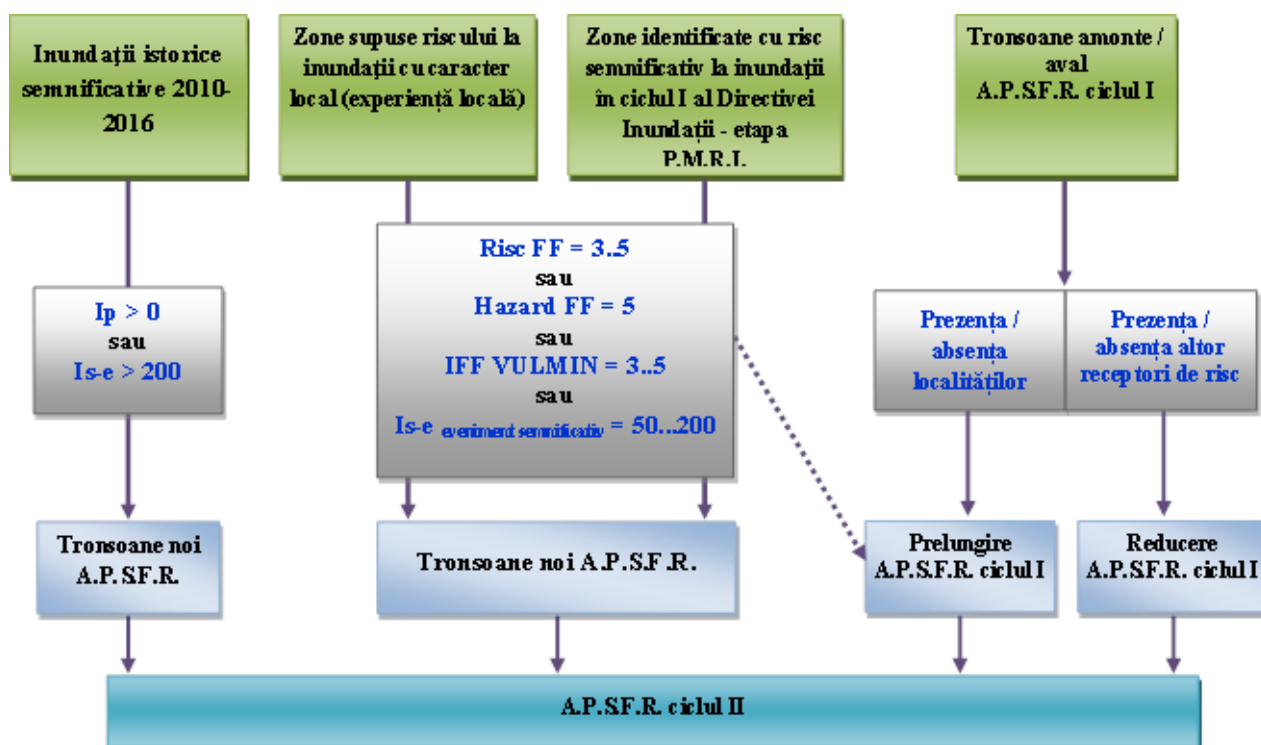 Inundații istorice
semnificative 2010-
2016
Zone supuse riscului la
inundații cu caracter
local (experiență locală)
Zone identificate cu risc
semnificativ la inundații
în ciclul I al Directivei
Inundații - etapa
P.M.R.I.
Tronsoane amonte /
aval
A.P.S.F.R. ciclul I
Ip > 0
sau
Is-e > 200
Risc FF = 3..5
sau
Hazard FF = 5
sau
IFF VULMIN = 3..5
sau
Is-e eveniment semnificativ = 50...200
Prezența /
absența
localităților
Prezența /
absența altor
receptori de risc
Tronsoane noi
A.P.S.F.R.
Tronsoane noi A.P.S.F.R.
Prelungire
A.P.S.F.R. ciclul I
Reducere
A.P.S.F.R. ciclul I
A.P.S.F.R. ciclul II